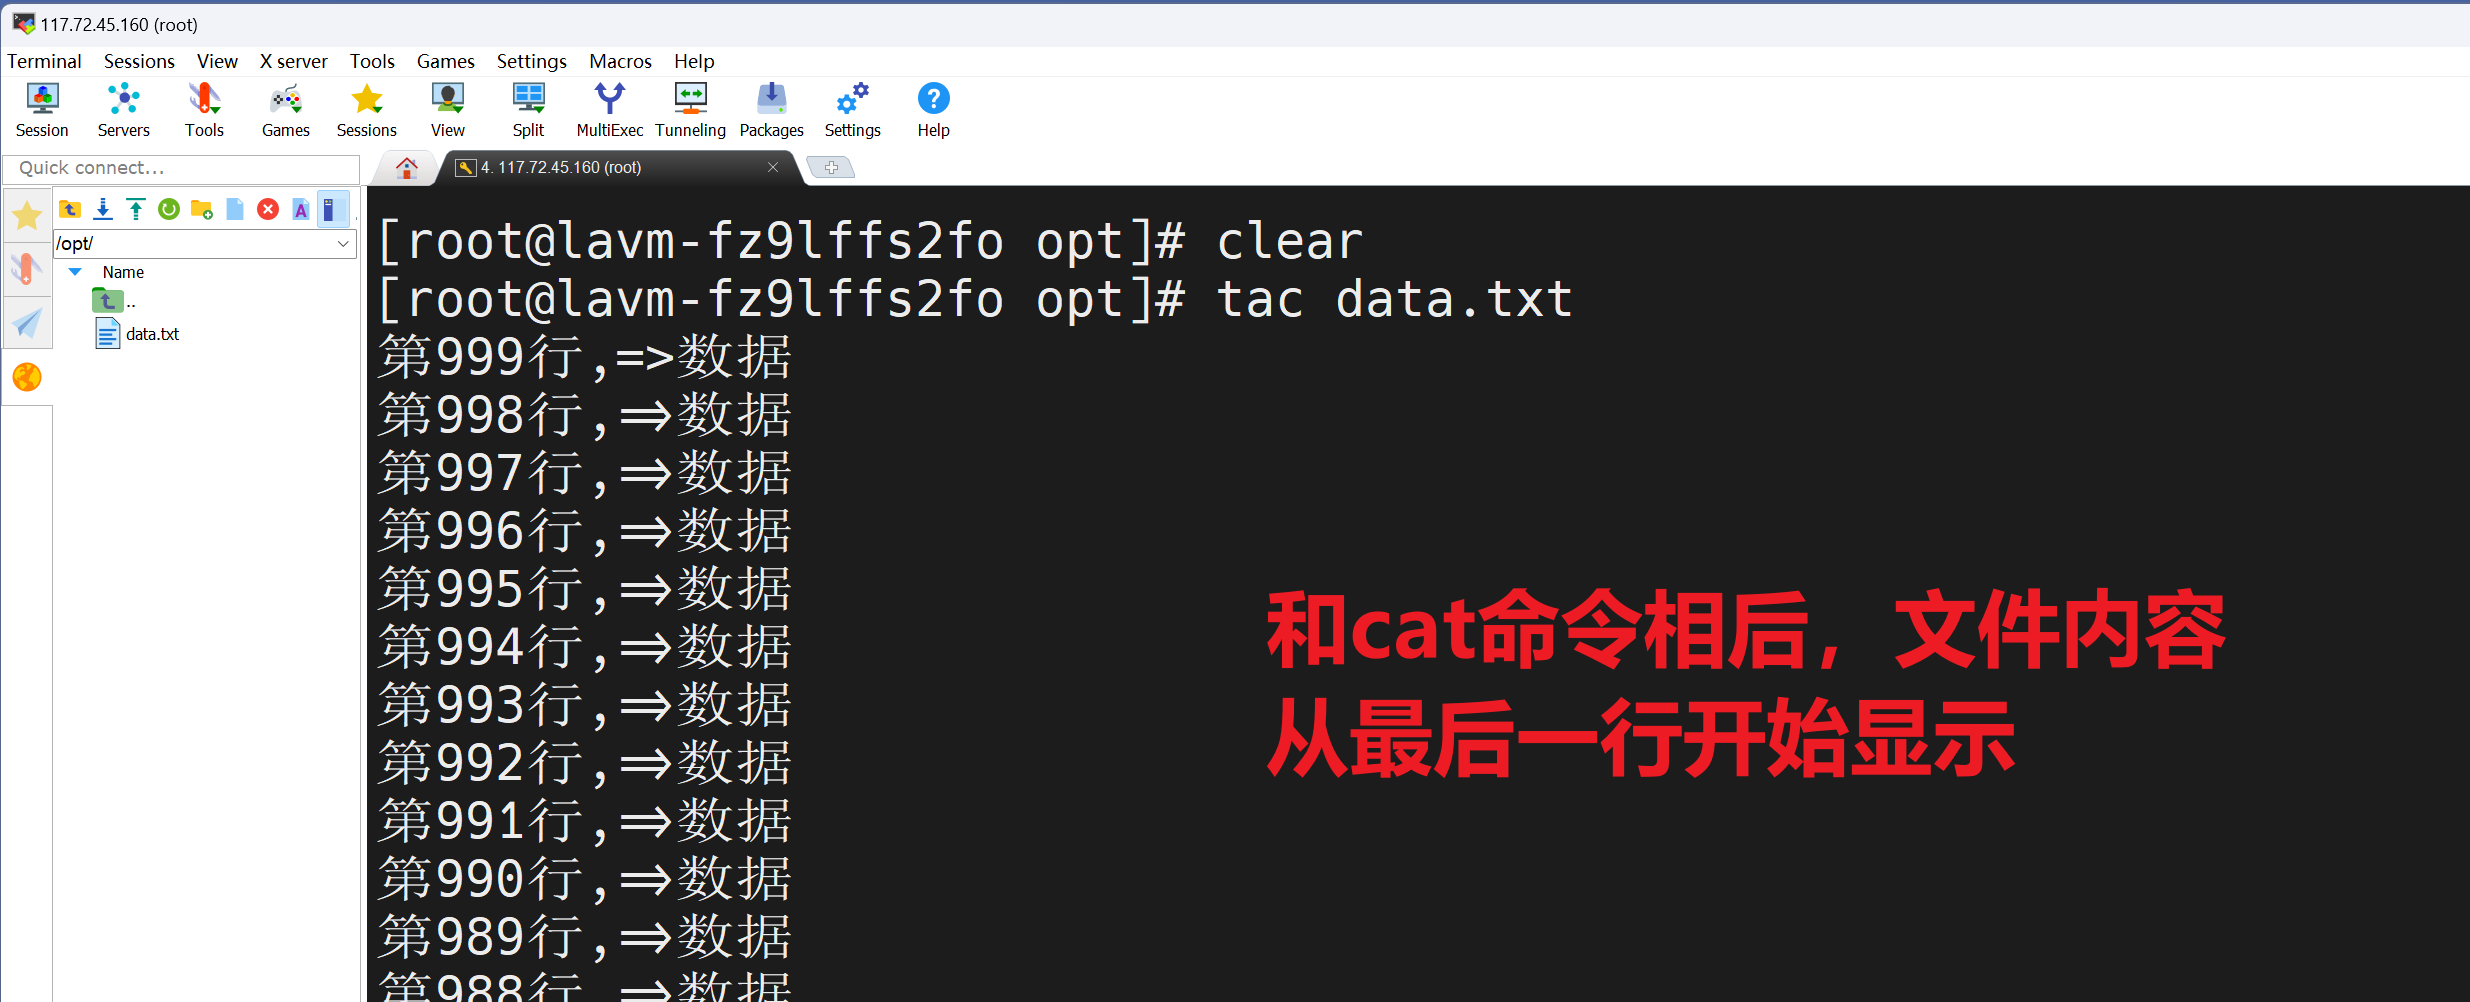 117.72.45.160 (root)
Terminal Sessions View X server Tools Games Settings Macros Help
Session Servers Tools Games Sessions View Split MultiExec Tunneling Packages Settings Help
Quick connect...
4. 117.72.45.160 (root)
/opt/
Name
..
data.txt
[root@lavm-fz9lffs2fo opt]# clear
[root@lavm-fz9lffs2fo opt]# tac data.txt
第999行,=>数据
第998行,=>数据
第997行,=>数据
第996行,=>数据
第995行,=>数据
第994行,=>数据
第993行,=>数据
第992行,=>数据
第991行,=>数据
第990行,=>数据
第989行,=>数据
第988行,=>数据
和cat命令相后，文件内容
从最后一行开始显示